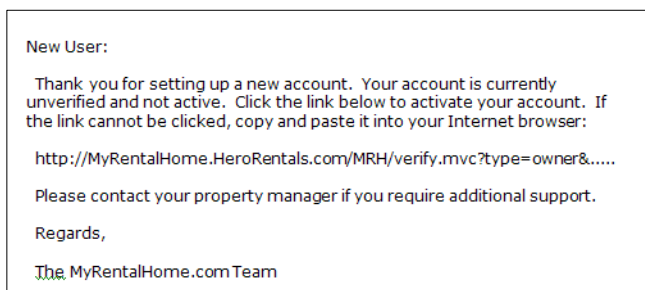 New User:
Thank you for setting up a new account. Your account is currently
unverified and not active. Click the link below to activate your account. If
the link cannot be clicked, copy and paste it into your Internet browser:
http://MyRentalHome.HeroRentals.com/MRH/verify.mvc?type=owner&.....
Please contact your property manager if you require additional support.
Regards,
The MyRentalHome.com Team